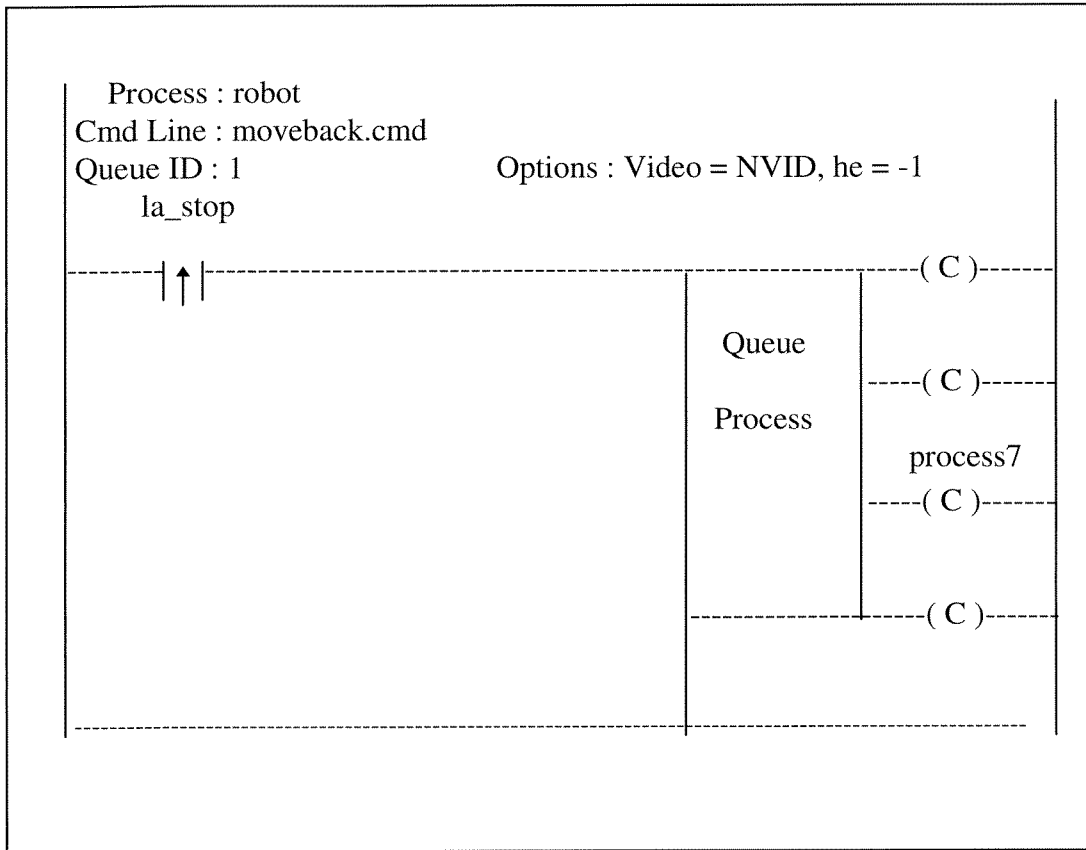 Process : robot
Cmd Line : moveback.cmd
Queue ID : 1 Options : Video = NVID, he = -1
la_stop
( C )
Queue
( C )
Process
process7
( C )
( C )